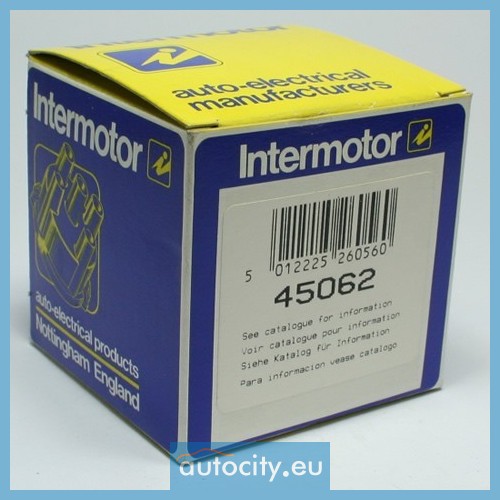 auto-electrical
manufacturers
Intermotor
auto-electrical products
Nottingham England
Intermotor
5 012225 260560
45062
See catalogue for information
Voir catalogue pour information
Siehe Katalog für Information
Para informacion vease catalogo
autocity.eu